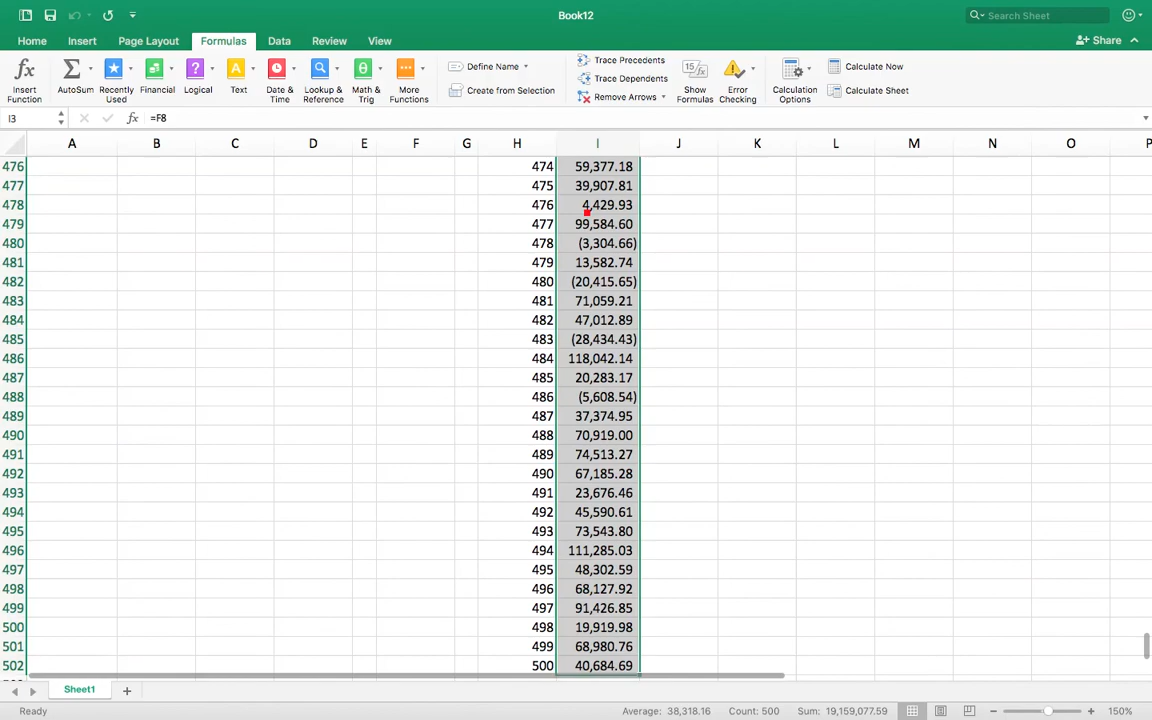 Book12
Search Sheet
Home Insert Page Layout Formulas Data Review View
Share
fx Insert Function
Σ AutoSum
Recently Used
Financial
? Logical
A Text
Date & Time
Lookup & Reference
θ Math & Trig
More Functions
Define Name
Create from Selection
Trace Precedents
Trace Dependents
Remove Arrows
15/fx Show Formulas
Error Checking
Calculation Options
Calculate Now
Calculate Sheet
I3 fx =F8
A B C D E F G H I J K L M N O P
476 474 59,377.18
477 475 39,907.81
478 476 4,429.93
479 477 99,584.60
480 478 (3,304.66)
481 479 13,582.74
482 480 (20,415.65)
483 481 71,059.21
484 482 47,012.89
485 483 (28,434.43)
486 484 118,042.14
487 485 20,283.17
488 486 (5,608.54)
489 487 37,374.95
490 488 70,919.00
491 489 74,513.27
492 490 67,185.28
493 491 23,676.46
494 492 45,590.61
495 493 73,543.80
496 494 111,285.03
497 495 48,302.59
498 496 68,127.92
499 497 91,426.85
500 498 19,919.98
501 499 68,980.76
502 500 40,684.69
Sheet1
Ready Average: 38,318.16 Count: 500 Sum: 19,159,077.59 120%